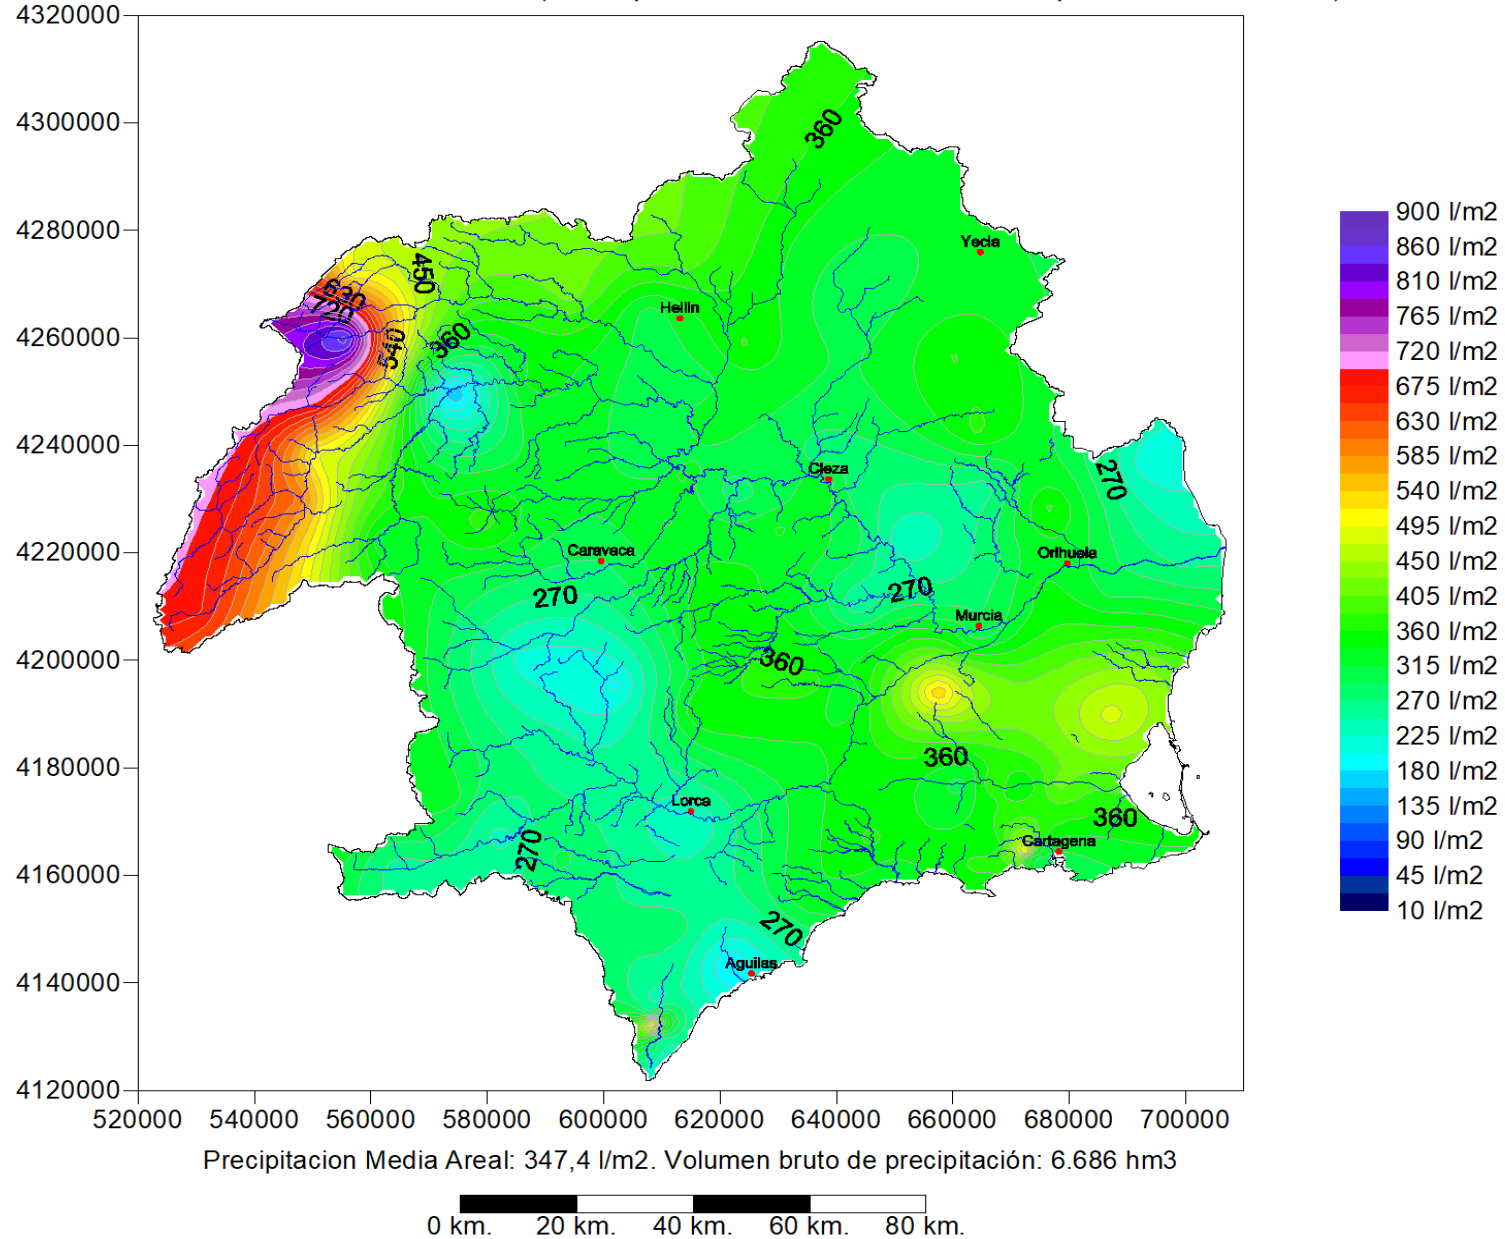 4320000
4300000
4280000
4260000
4240000
4220000
4200000
4180000
4160000
4140000
4120000
520000 540000 560000 580000 600000 620000 640000 660000 680000 700000
360
Yecla
450
630
720
Hellin
540
360
Cieza
270
Caravaca
Orihuela
270
270
Murcia
360
360
Lorca
360
Cartagena
270
270
Aguilas
900 l/m2
860 l/m2
810 l/m2
765 l/m2
720 l/m2
675 l/m2
630 l/m2
585 l/m2
540 l/m2
495 l/m2
450 l/m2
405 l/m2
360 l/m2
315 l/m2
270 l/m2
225 l/m2
180 l/m2
135 l/m2
90 l/m2
45 l/m2
10 l/m2
Precipitacion Media Areal: 347,4 l/m2. Volumen bruto de precipitación: 6.686 hm3
0 km. 20 km. 40 km. 60 km. 80 km.